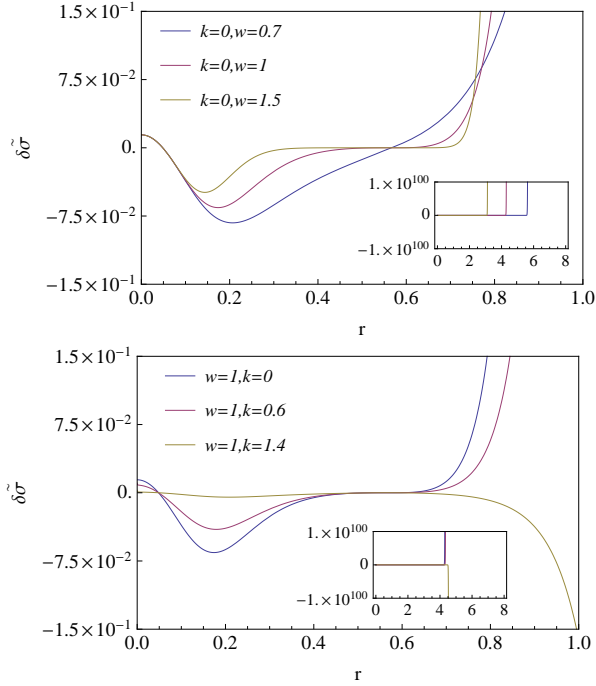 1.5×10⁻¹
k=0,w=0.7
7.5×10⁻²
k=0,w=1
k=0,w=1.5
0.
δσ̃
1.×10¹⁰⁰
0
−7.5×10⁻²
−1.×10¹⁰⁰
0 2 4 6 8
−1.5×10⁻¹
0.0 0.2 0.4 0.6 0.8 1.0
r
1.5×10⁻¹
w=1,k=0
7.5×10⁻²
w=1,k=0.6
w=1,k=1.4
0.
δσ̃
1.×10¹⁰⁰
0
−7.5×10⁻²
−1.×10¹⁰⁰
0 2 4 6 8
−1.5×10⁻¹
0.0 0.2 0.4 0.6 0.8 1.0
r